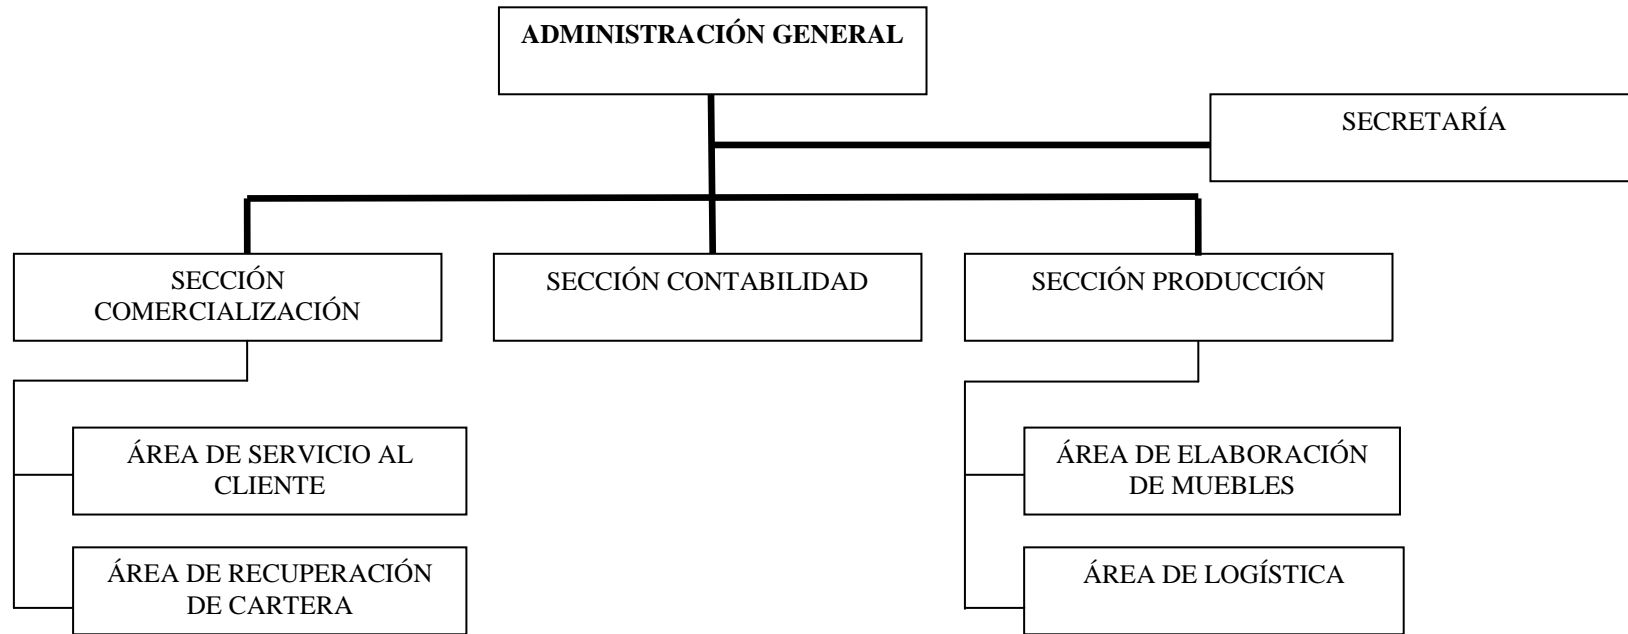 ADMINISTRACIÓN GENERAL
SECRETARÍA
SECCIÓN
COMERCIALIZACIÓN
SECCIÓN CONTABILIDAD
SECCIÓN PRODUCCIÓN
ÁREA DE SERVICIO AL
CLIENTE
ÁREA DE RECUPERACIÓN
DE CARTERA
ÁREA DE ELABORACIÓN
DE MUEBLES
ÁREA DE LOGÍSTICA